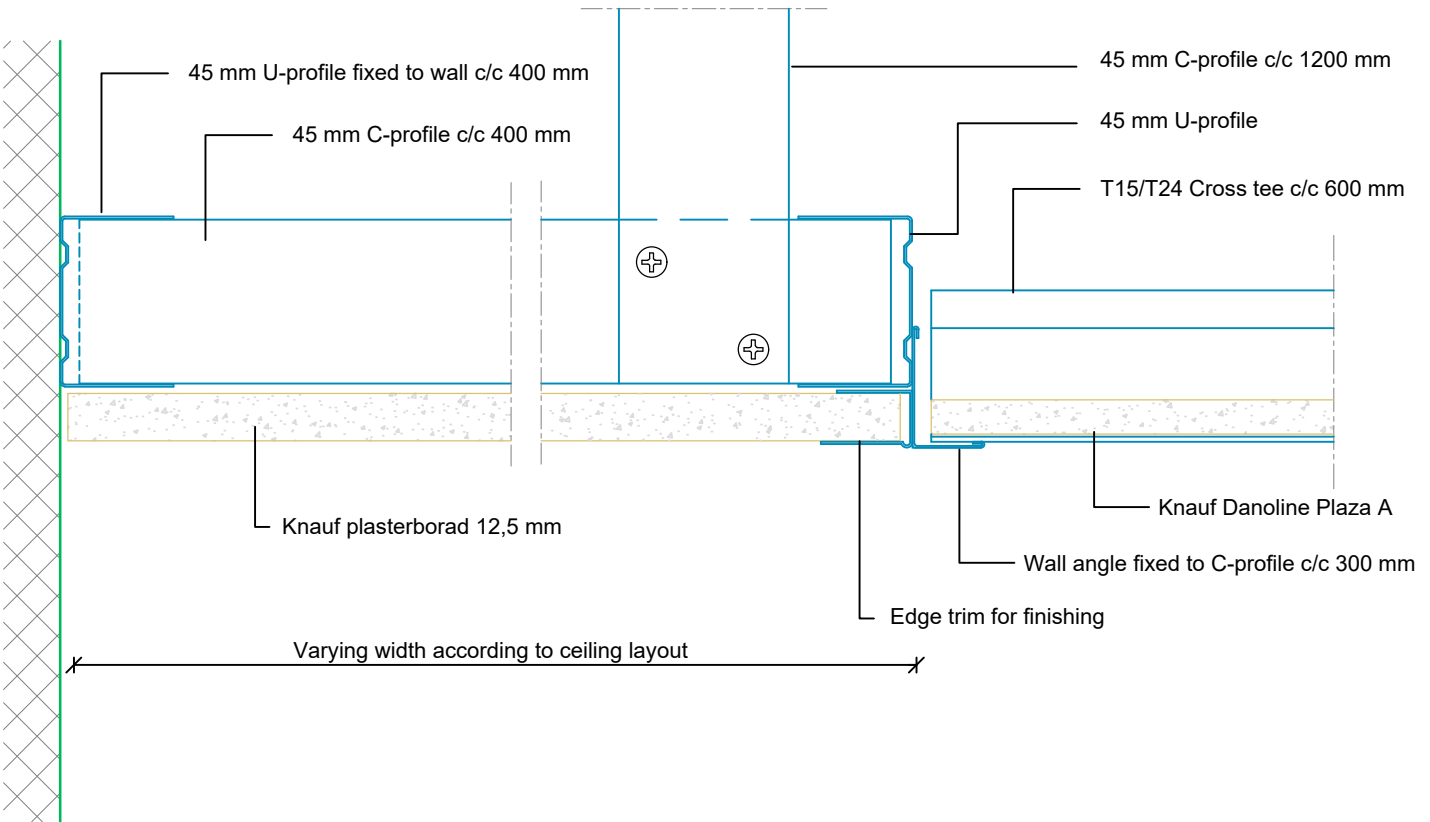 45 mm U-profile fixed to wall c/c 400 mm
45 mm C-profile c/c 400 mm
45 mm C-profile c/c 1200 mm
45 mm U-profile
T15/T24 Cross tee c/c 600 mm
Knauf plasterborad 12,5 mm
Knauf Danoline Plaza A
Wall angle fixed to C-profile c/c 300 mm
Edge trim for finishing
Varying width according to ceiling layout